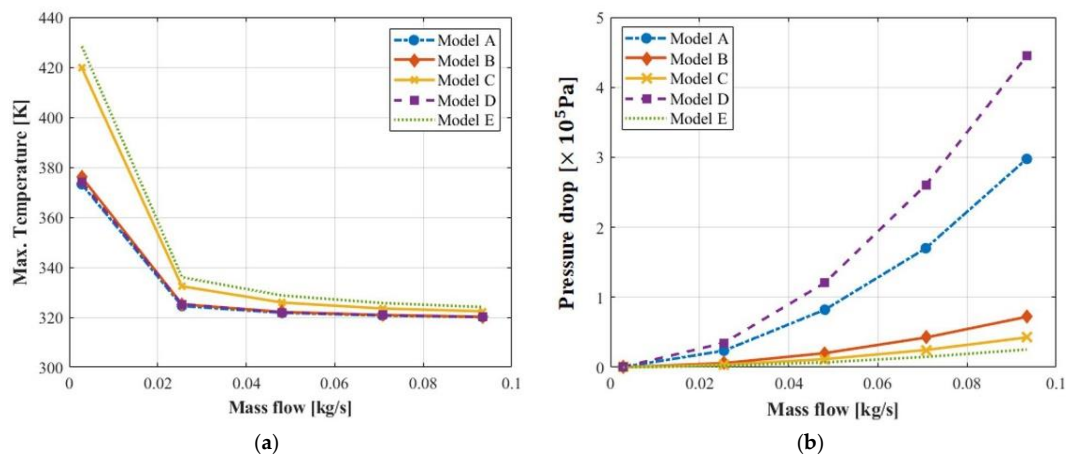 440
420
400
380
360
340
320
300
Max. Temperature [K]
0
0.02
0.04
0.06
0.08
0.1
Mass flow [kg/s]
Model A
Model B
Model C
Model D
Model E
(a)
5
4
3
2
1
0
Pressure drop [× 10⁵Pa]
0
0.02
0.04
0.06
0.08
0.1
Mass flow [kg/s]
Model A
Model B
Model C
Model D
Model E
(b)